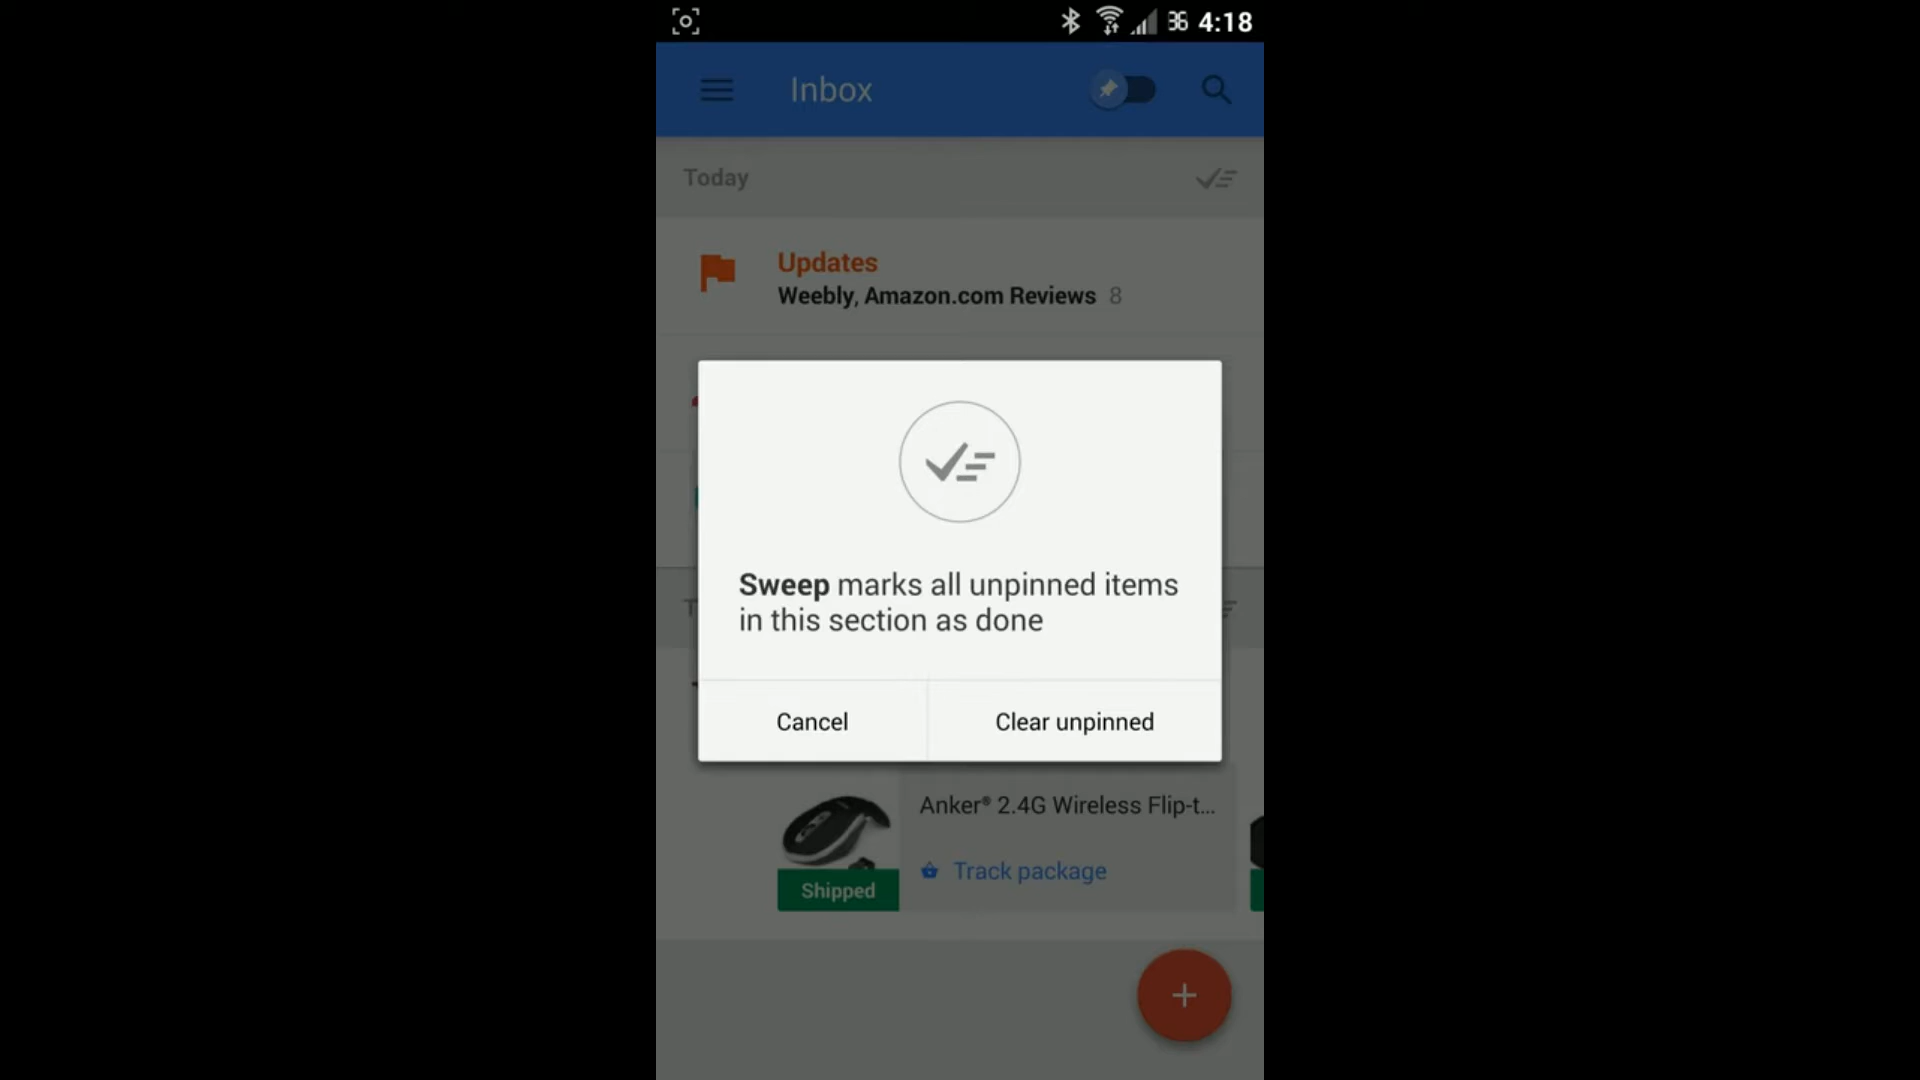 36 4:18
Inbox
Today
Updates
Weebly, Amazon.com Reviews 8
Sweep marks all unpinned items
in this section as done
Cancel
Clear unpinned
Anker® 2.4G Wireless Flip-t...
Track package
Shipped